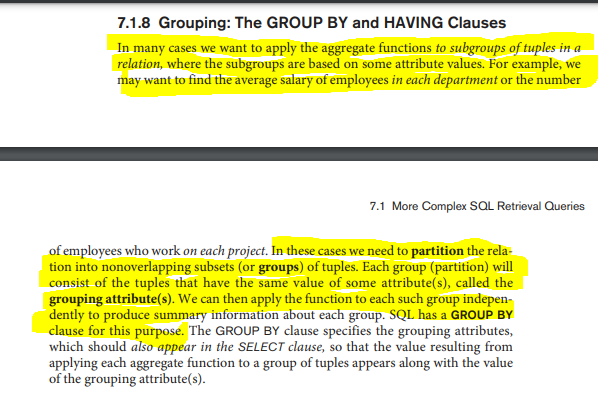 7.1.8 Grouping: The GROUP BY and HAVING Clauses
In many cases we want to apply the aggregate functions to subgroups of tuples in a
relation, where the subgroups are based on some attribute values. For example, we
may want to find the average salary of employees in each department or the number
7.1 More Complex SQL Retrieval Queries
of employees who work on each project. In these cases we need to partition the rela-
tion into nonoverlapping subsets (or groups) of tuples. Each group (partition) will
consist of the tuples that have the same value of some attribute(s), called the
grouping attribute(s). We can then apply the function to each such group indepen-
dently to produce summary information about each group. SQL has a GROUP BY
clause for this purpose. The GROUP BY clause specifies the grouping attributes,
which should also appear in the SELECT clause, so that the value resulting from
applying each aggregate function to a group of tuples appears along with the value
of the grouping attribute(s).